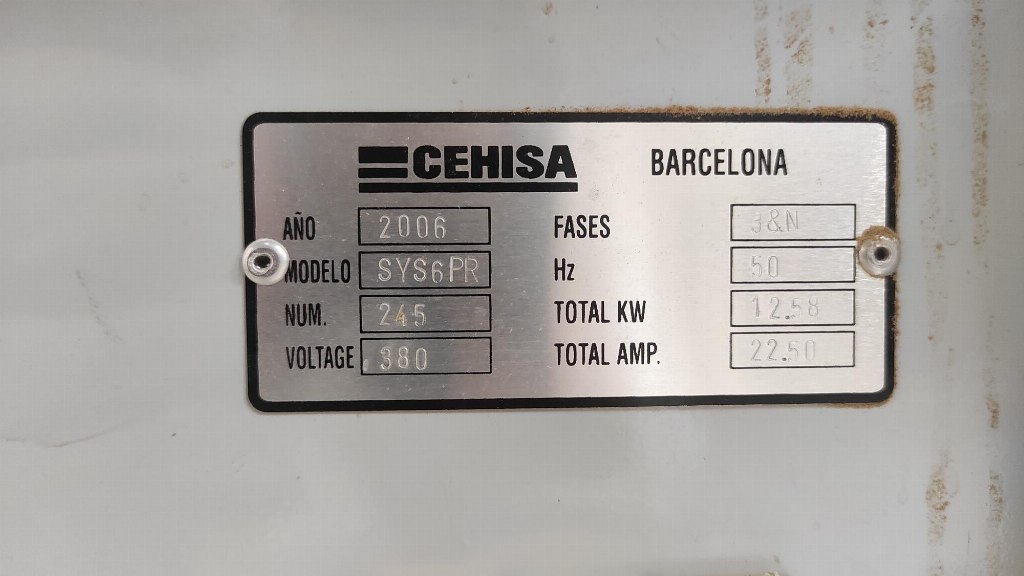 CEHISA BARCELONA
AÑO 2006 FASES 3&N
MODELO SYS6PR Hz 50
NUM. 245 TOTAL KW 12.58
VOLTAGE 380 TOTAL AMP. 22.50